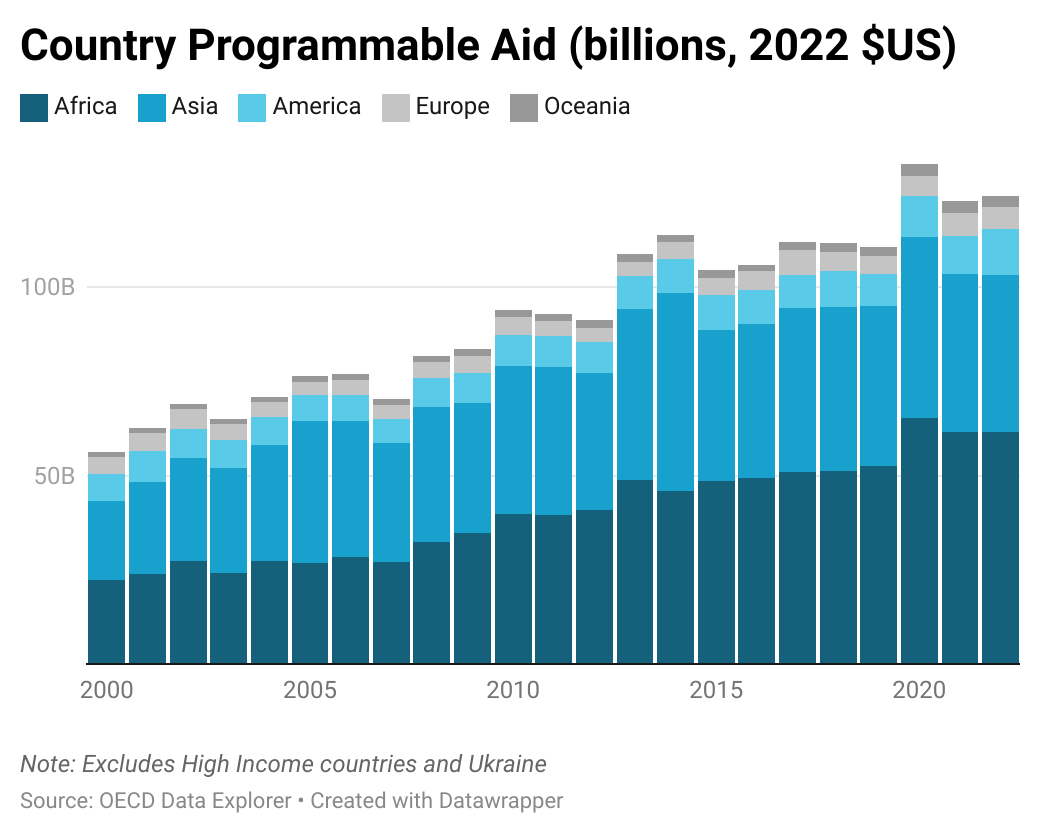 Country Programmable Aid (billions, 2022 $US)
Africa Asia America Europe Oceania
100B
50B
2000 2005 2010 2015 2020
Note: Excludes High Income countries and Ukraine
Source: OECD Data Explorer • Created with Datawrapper